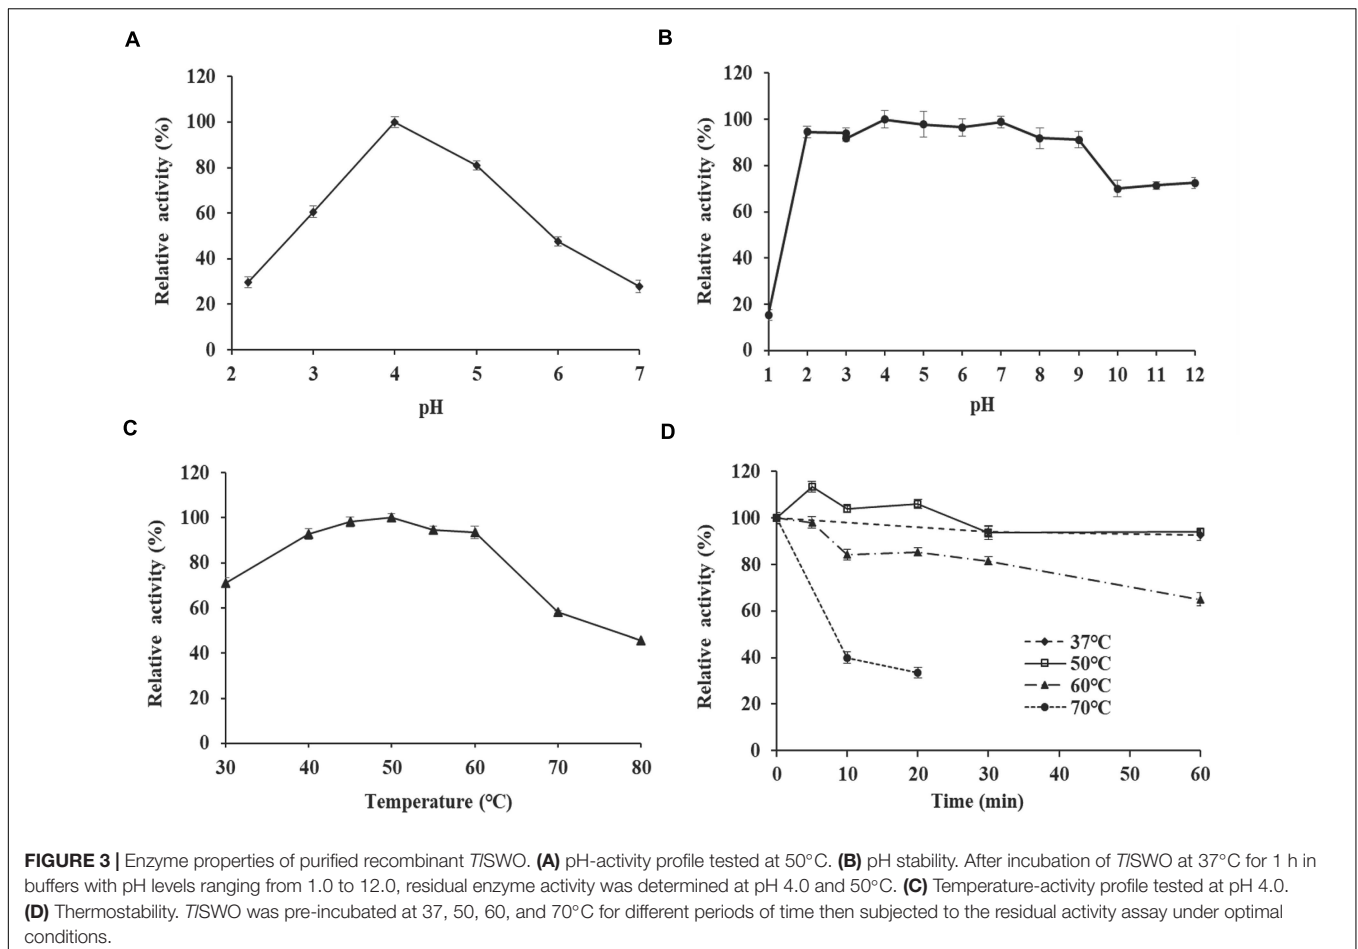 A
120
100
80
60
40
20
0
Relative activity (%)
2 3 4 5 6 7
pH
B
120
100
80
60
40
20
0
Relative activity (%)
1 2 3 4 5 6 7 8 9 10 11 12
pH
C
120
100
80
60
40
20
0
Relative activity (%)
30 40 50 60 70 80
Temperature (℃)
D
120
100
80
60
40
20
0
Relative activity (%)
37℃
50℃
60℃
70℃
0 10 20 30 40 50 60
Time (min)
FIGURE 3 | Enzyme properties of purified recombinant TlSWO. (A) pH-activity profile tested at 50°C. (B) pH stability. After incubation of TlSWO at 37°C for 1 h in
buffers with pH levels ranging from 1.0 to 12.0, residual enzyme activity was determined at pH 4.0 and 50°C. (C) Temperature-activity profile tested at pH 4.0.
(D) Thermostability. TlSWO was pre-incubated at 37, 50, 60, and 70°C for different periods of time then subjected to the residual activity assay under optimal
conditions.